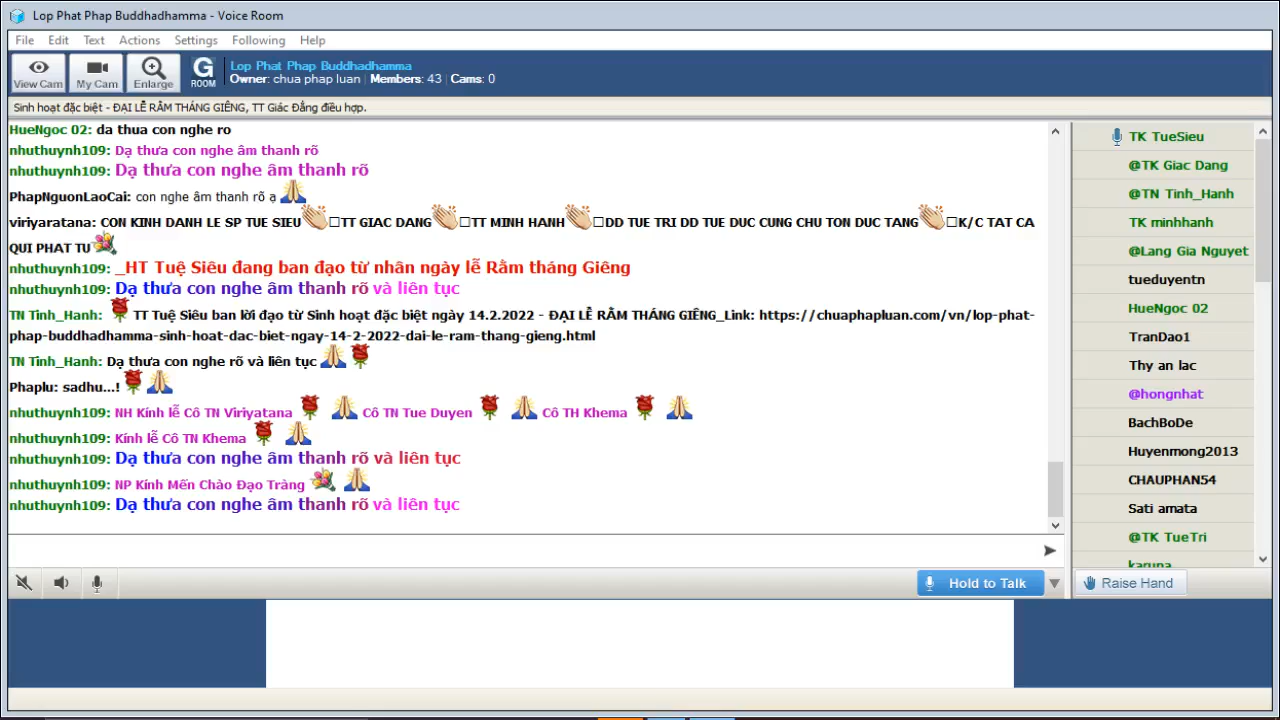 Lop Phat Phap Buddhadhamma - Voice Room
File Edit Text Actions Settings Following Help
View Cam My Cam Enlarge G ROOM
Lop Phat Phap Buddhadhamma
Owner: chua phap luan | Members: 43 | Cams: 0
Sinh hoạt đặc biệt - ĐẠI LỄ RẰM THÁNG GIÊNG, TT Giác Đẳng điều hợp.
HueNgoc 02: da thua con nghe ro
nhuthuynh109: Dạ thưa con nghe âm thanh rõ
nhuthuynh109: Dạ thưa con nghe âm thanh rõ
PhapNguonLaoCai: con nghe âm thanh rõ ạ 🙏
viriyaratana: CON KINH DANH LE SP TUE SIEU👏□TT GIAC DANG👏□TT MINH HANH👏□DD TUE TRI DD TUE DUC CUNG CHU TON DUC TANG👏□K/C TAT CA
QUI PHAT TU💐
nhuthuynh109: _HT Tuệ Siêu đang ban đạo từ nhân ngày lễ Rằm tháng Giêng
nhuthuynh109: Dạ thưa con nghe âm thanh rõ và liên tục
TN Tinh_Hanh: 🌹 TT Tuệ Siêu ban lời đạo từ Sinh hoạt đặc biệt ngày 14.2.2022 - ĐẠI LỄ RẰM THÁNG GIÊNG_Link: https://chuaphapluan.com/vn/lop-phat-
phap-buddhadhamma-sinh-hoat-dac-biet-ngay-14-2-2022-dai-le-ram-thang-gieng.html
TN Tinh_Hanh: Dạ thưa con nghe rõ và liên tục 🙏🌹
Phaplu: sadhu...! 🌹🙏
nhuthuynh109: NH Kính lễ Cô TN Viriyatana 🌹 🙏 Cô TN Tue Duyen 🌹 🙏 Cô TH Khema 🌹 🙏
nhuthuynh109: Kính lễ Cô TN Khema 🌹 🙏
nhuthuynh109: Dạ thưa con nghe âm thanh rõ và liên tục
nhuthuynh109: NP Kính Mến Chào Đạo Tràng 💐 🙏
nhuthuynh109: Dạ thưa con nghe âm thanh rõ và liên tục
Hold to Talk
TK TueSieu
@TK Giac Dang
@TN Tinh_Hanh
TK minhhanh
@Lang Gia Nguyet
tueduyentn
HueNgoc 02
TranDao1
Thy an lac
@hongnhat
BachBoDe
Huyenmong2013
CHAUPHAN54
Sati amata
@TK TueTri
karuna
Raise Hand